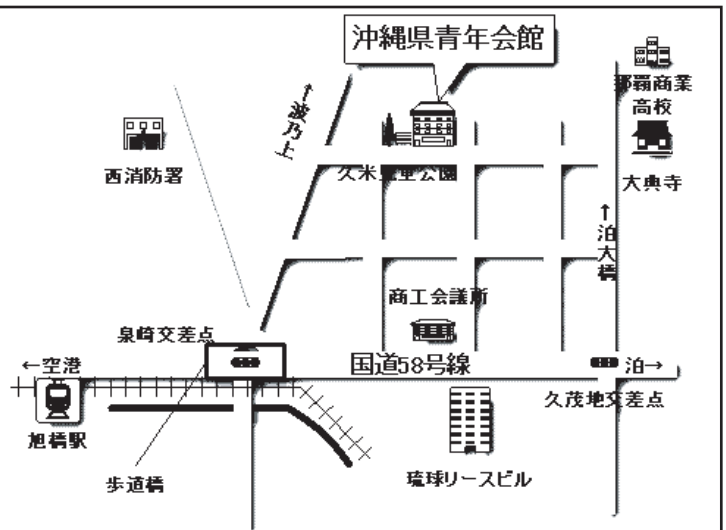 沖縄県青年会館
那覇商業
高校
↑波乃上
西消防署
久米児童公園
大典寺
↑泊大橋
商工会議所
泉崎交差点
←空港
国道58号線
泊→
久茂地交差点
旭橋駅
歩道橋
琉球リースビル